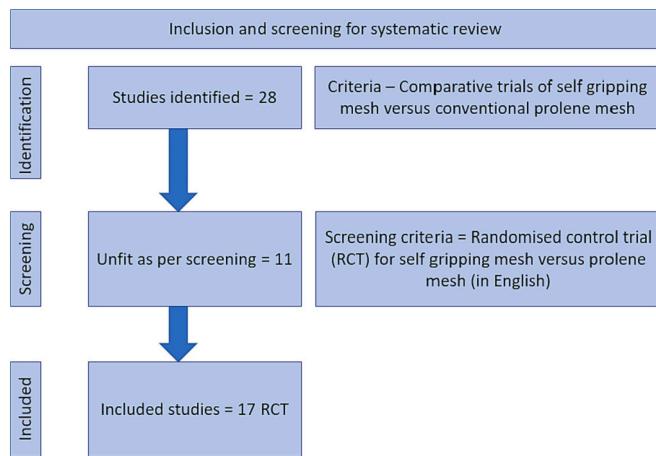 Inclusion and screening for systematic review
Identification
Studies identified = 28
Criteria – Comparative trials of self gripping
mesh versus conventional prolene mesh
Screening
Unfit as per screening = 11
Screening criteria = Randomised control trial
(RCT) for self gripping mesh versus prolene
mesh (in English)
Included
Included studies = 17 RCT